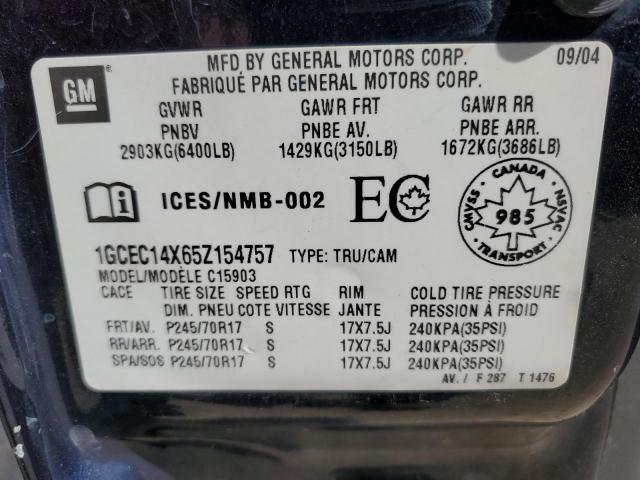 MFD BY GENERAL MOTORS CORP. 09/04
FABRIQUÉ PAR GENERAL MOTORS CORP.
GM ®
GVWR GAWR FRT GAWR RR
PNBV PNBE AV. PNBE ARR.
2903KG(6400LB) 1429KG(3150LB) 1672KG(3686LB)
ICES/NMB-002 EC
CANADA
CMVSS 985 NSVAC
TRANSPORT
1GCEC14X65Z154757 TYPE: TRU/CAM
MODEL/MODÈLE C15903
CACE TIRE SIZE SPEED RTG RIM COLD TIRE PRESSURE
DIM. PNEU COTE VITESSE JANTE PRESSION À FROID
FRT/AV. P245/70R17 S 17X7.5J 240KPA(35PSI)
RR/ARR. P245/70R17 S 17X7.5J 240KPA(35PSI)
SPA/SOS P245/70R17 S 17X7.5J 240KPA(35PSI)
AV. / F 287 T 1476